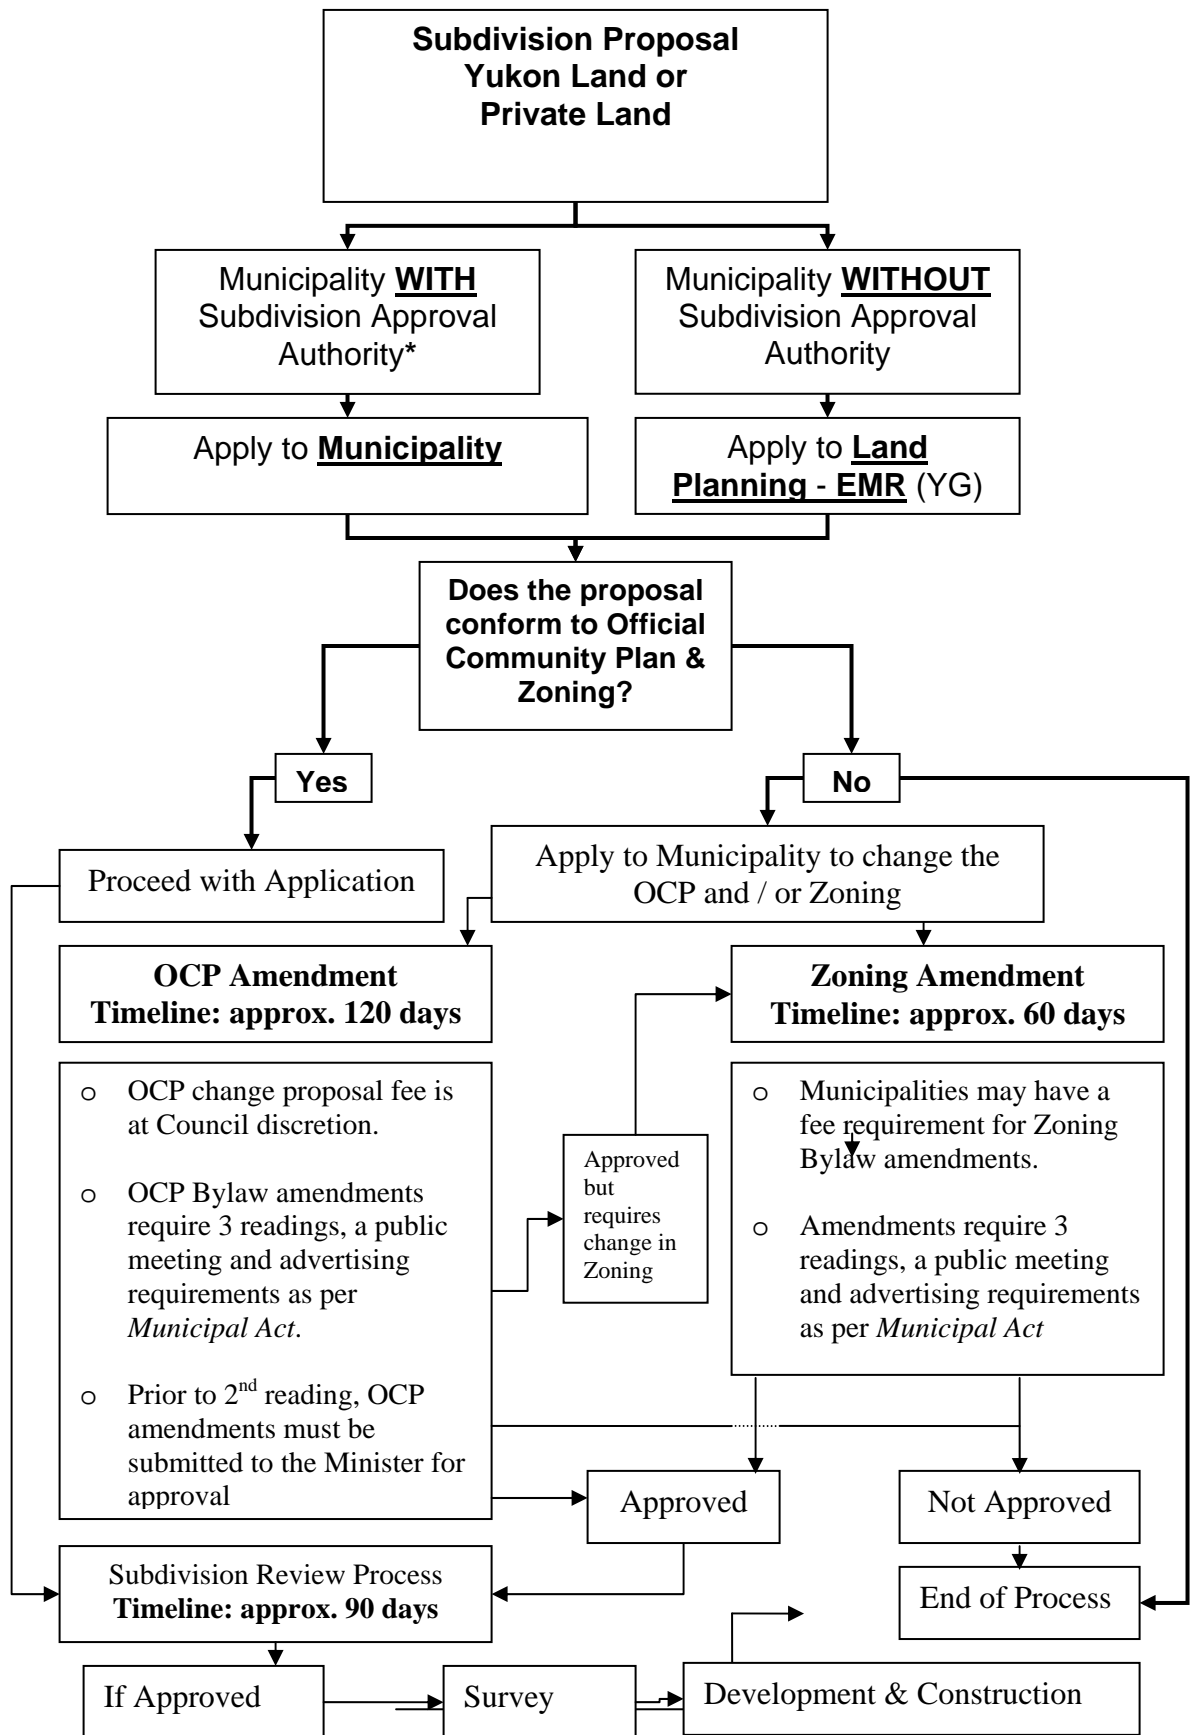 Subdivision Proposal
Yukon Land or
Private Land
Municipality WITH
Subdivision Approval
Authority*
Municipality WITHOUT
Subdivision Approval
Authority
Apply to Municipality
Apply to Land
Planning - EMR (YG)
Does the proposal
conform to Official
Community Plan &
Zoning?
Yes
No
Proceed with Application
Apply to Municipality to change the
OCP and / or Zoning
OCP Amendment
Timeline: approx. 120 days
Zoning Amendment
Timeline: approx. 60 days
o OCP change proposal fee is
at Council discretion.
o OCP Bylaw amendments
require 3 readings, a public
meeting and advertising
requirements as per
Municipal Act.
o Prior to 2nd reading, OCP
amendments must be
submitted to the Minister for
approval
Approved
but
requires
change in
Zoning
o Municipalities may have a
fee requirement for Zoning
Bylaw amendments.
o Amendments require 3
readings, a public meeting
and advertising requirements
as per Municipal Act
Approved
Not Approved
Subdivision Review Process
Timeline: approx. 90 days
End of Process
If Approved
Survey
Development & Construction